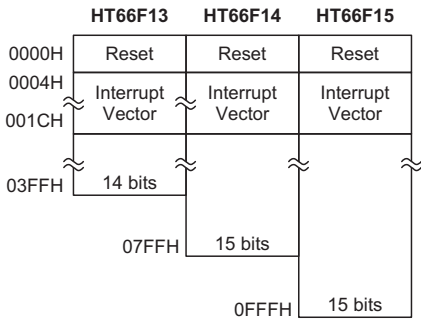 HT66F13 HT66F14 HT66F15
0000H Reset Reset Reset
0004H
Interrupt Interrupt Interrupt
Vector Vector Vector
001CH
03FFH 14 bits
07FFH 15 bits
0FFFH 15 bits